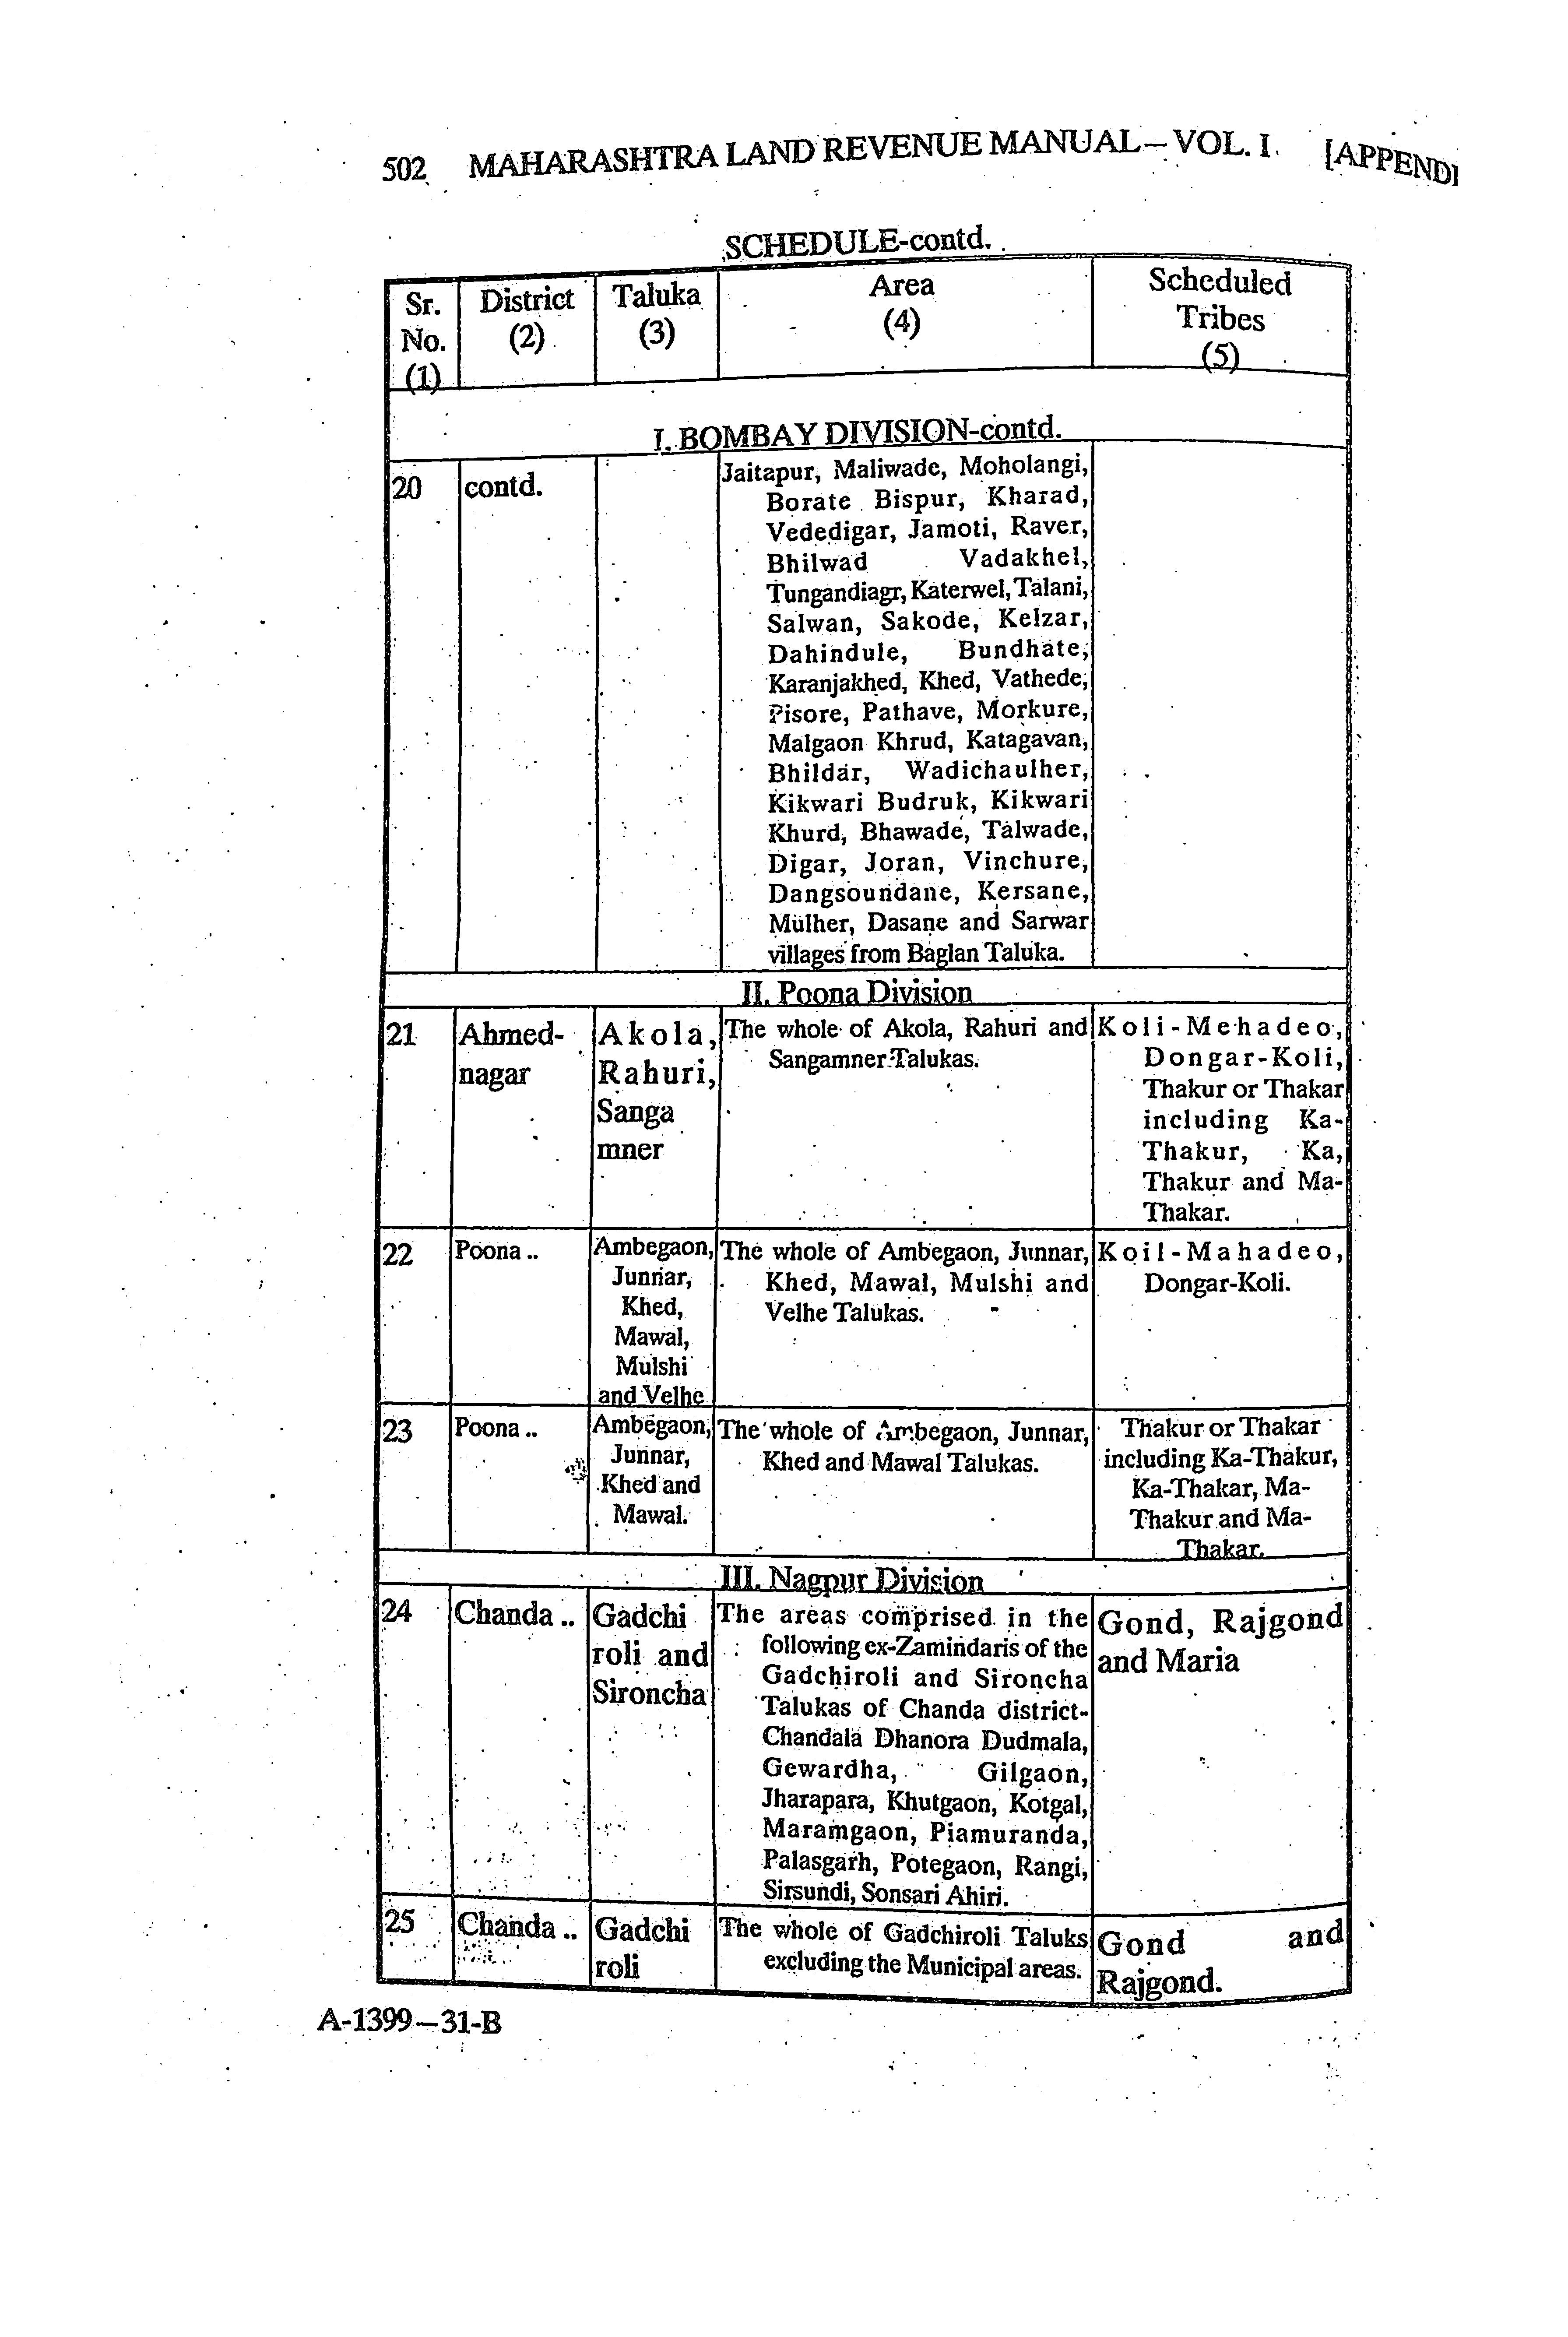 502 MAHARASHTRA LAND REVENUE MANUAL – VOL. I. [APPENDI
SCHEDULE-contd.
Sr. No. (1)
District (2)
Taluka (3)
Area (4)
Scheduled Tribes (5)
I. BOMBAY DIVISION-contd.
20
contd.
Jaitapur, Maliwade, Moholangi,
Borate Bispur, Kharad,
Vededigar, Jamoti, Raver,
Bhilwad Vadakhel,
Tungandiagr, Katerwel, Talani,
Salwan, Sakode, Kelzar,
Dahindule, Bundhate,
Karanjakhed, Khed, Vathede,
Pisore, Pathave, Morkure,
Malgaon Khrud, Katagavan,
Bhildar, Wadichaulher,
Kikwari Budruk, Kikwari
Khurd, Bhawade, Talwade,
Digar, Joran, Vinchure,
Dangsoundane, Kersane,
Mulher, Dasane and Sarwar
villages from Baglan Taluka.
II. Poona Division
21
Ahmed-
nagar
Akola,
Rahuri,
Sanga
mner
The whole of Akola, Rahuri and
Sangamner Talukas.
Koli-Mehadeo,
Dongar-Koli,
Thakur or Thakar
including Ka-
Thakur, Ka,
Thakur and Ma-
Thakar.
22
Poona ..
Ambegaon,
Junnar,
Khed,
Mawal,
Mulshi
and Velhe
The whole of Ambegaon, Junnar,
Khed, Mawal, Mulshi and
Velhe Talukas.
Koil-Mahadeo,
Dongar-Koli.
23
Poona ..
Ambegaon,
Junnar,
Khed and
Mawal.
The whole of Ambegaon, Junnar,
Khed and Mawal Talukas.
Thakur or Thakar
including Ka-Thakur,
Ka-Thakar, Ma-
Thakur and Ma-
Thakar.
III. Nagpur Division
24
Chanda ..
Gadchi
roli and
Sironcha
The areas comprised in the
following ex-Zamindaris of the
Gadchiroli and Sironcha
Talukas of Chanda district-
Chandala Dhanora Dudmala,
Gewardha, Gilgaon,
Jharapara, Khutgaon, Kotgal,
Maramgaon, Piamuranda,
Palasgarh, Potegaon, Rangi,
Sirsundi, Sonsari Ahiri.
Gond, Rajgond
and Maria
25
Chanda ..
Gadchi
roli
The whole of Gadchiroli Taluks
excluding the Municipal areas.
Gond and
Rajgond.
A-1399–31-B